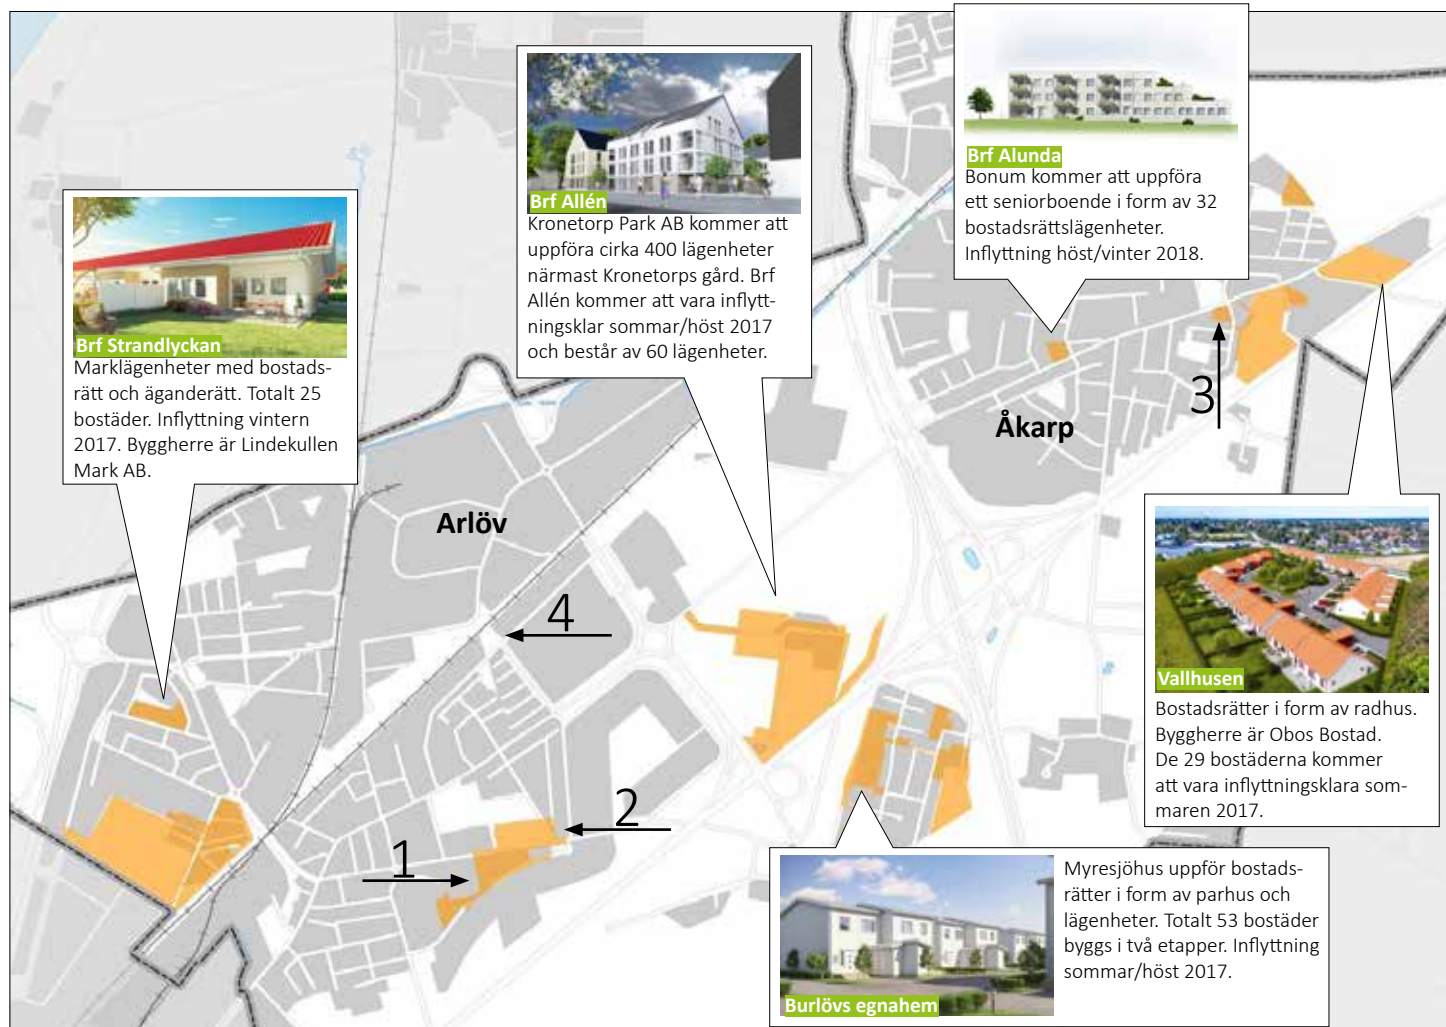 Brf Strandlyckan
Marklägenheter med bostads-
rätt och äganderätt. Totalt 25
bostäder. Inflyttning vintern
2017. Byggherre är Lindekullen
Mark AB.
Brf Allén
Kronetorp Park AB kommer att
uppföra cirka 400 lägenheter
närmast Kronetorps gård. Brf
Allén kommer att vara inflytt-
ningsklar sommar/höst 2017
och består av 60 lägenheter.
Brf Alunda
Bonum kommer att uppföra
ett seniorboende i form av 32
bostadsrättslägenheter.
Inflyttning höst/vinter 2018.
Åkarp
3
Arlöv
4
Vallhusen
Bostadsrätter i form av radhus.
Byggherre är Obos Bostad.
De 29 bostäderna kommer
att vara inflyttningsklara som-
maren 2017.
2
1
Burlövs egnahem
Myresjöhus uppför bostads-
rätter i form av parhus och
lägenheter. Totalt 53 bostäder
byggs i två etapper. Inflyttning
sommar/höst 2017.